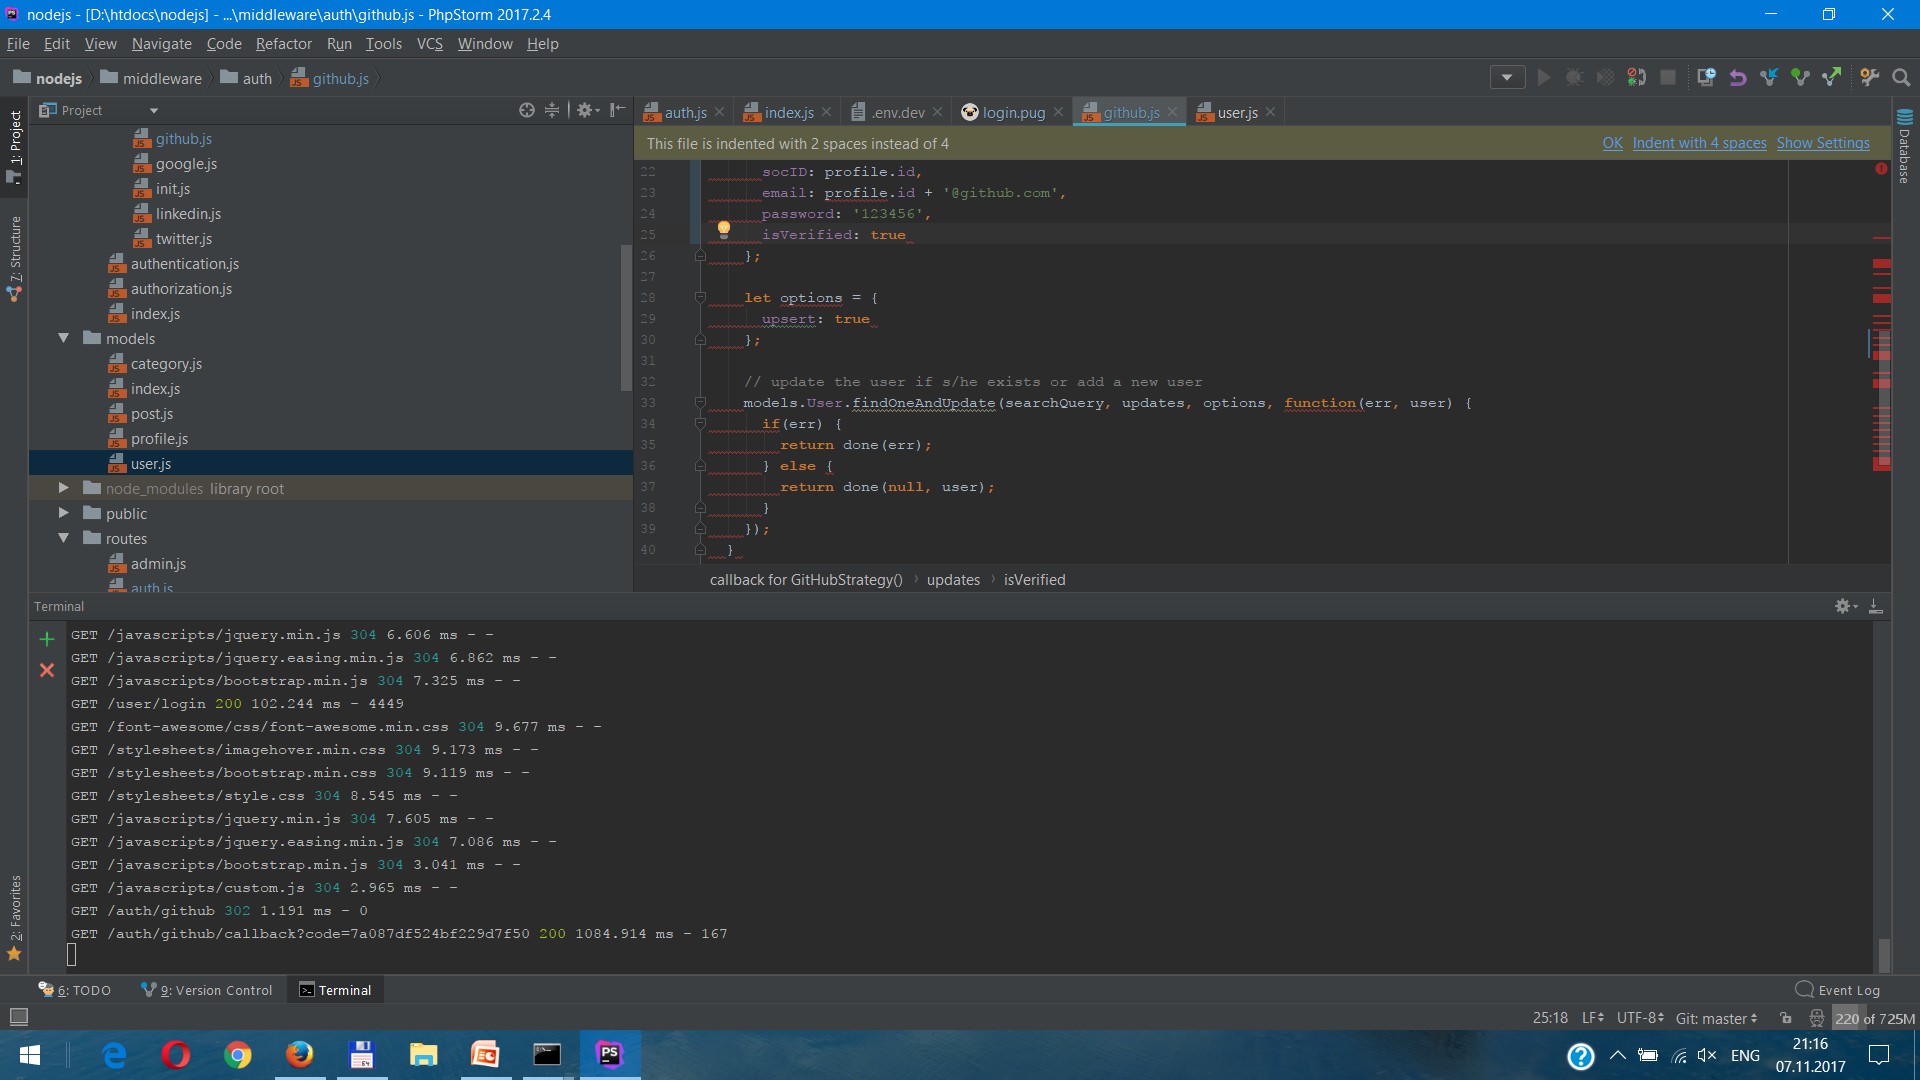 nodejs - [D:\htdocs\nodejs] - ...\middleware\auth\github.js - PhpStorm 2017.2.4
File Edit View Navigate Code Refactor Run Tools VCS Window Help
nodejs middleware auth github.js
Project
auth.js index.js .env.dev login.pug github.js user.js
This file is indented with 2 spaces instead of 4
OK Indent with 4 spaces Show Settings
1: Project
7: Structure
2: Favorites
Database
github.js
google.js
init.js
linkedin.js
twitter.js
authentication.js
authorization.js
index.js
models
category.js
index.js
post.js
profile.js
user.js
node_modules library root
public
routes
admin.js
auth.js
22 socID: profile.id,
23 email: profile.id + '@github.com',
24 password: '123456',
25 isVerified: true
26 };
27
28 let options = {
29 upsert: true
30 };
31
32 // update the user if s/he exists or add a new user
33 models.User.findOneAndUpdate(searchQuery, updates, options, function(err, user) {
34 if(err) {
35 return done(err);
36 } else {
37 return done(null, user);
38 }
39 });
40 }
callback for GitHubStrategy() updates isVerified
Terminal
GET /javascripts/jquery.min.js 304 6.606 ms - -
GET /javascripts/jquery.easing.min.js 304 6.862 ms - -
GET /javascripts/bootstrap.min.js 304 7.325 ms - -
GET /user/login 200 102.244 ms - 4449
GET /font-awesome/css/font-awesome.min.css 304 9.677 ms - -
GET /stylesheets/imagehover.min.css 304 9.173 ms - -
GET /stylesheets/bootstrap.min.css 304 9.119 ms - -
GET /stylesheets/style.css 304 8.545 ms - -
GET /javascripts/jquery.min.js 304 7.605 ms - -
GET /javascripts/jquery.easing.min.js 304 7.086 ms - -
GET /javascripts/bootstrap.min.js 304 3.041 ms - -
GET /javascripts/custom.js 304 2.965 ms - -
GET /auth/github 302 1.191 ms - 0
GET /auth/github/callback?code=7a087df524bf229d7f50 200 1084.914 ms - 167
6: TODO 9: Version Control Terminal Event Log
25:18 LF UTF-8 Git: master 220 of 725M
ENG 21:16
07.11.2017